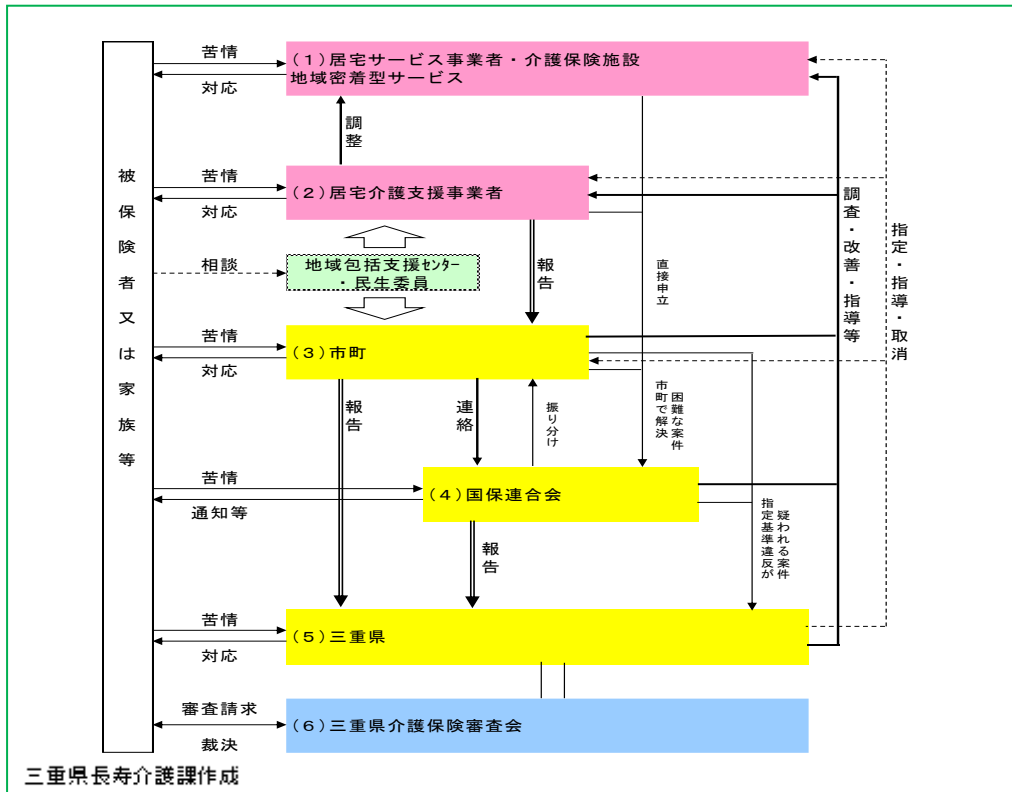 被保険者又は家族等
苦情
対応
(1)居宅サービス事業者・介護保険施設
地域密着型サービス
調整
苦情
対応
(2)居宅介護支援事業者
相談
地域包括支援センター
・民生委員
報告
直接申立
調査・改善・指導等
指定・指導・取消
苦情
対応
(3)市町
報告
連絡
振り分け
市町で解決
困難な案件
苦情
通知等
(4)国保連合会
報告
指定基準違反が
疑われる案件
苦情
対応
(5)三重県
審査請求
裁決
(6)三重県介護保険審査会
三重県長寿介護課作成